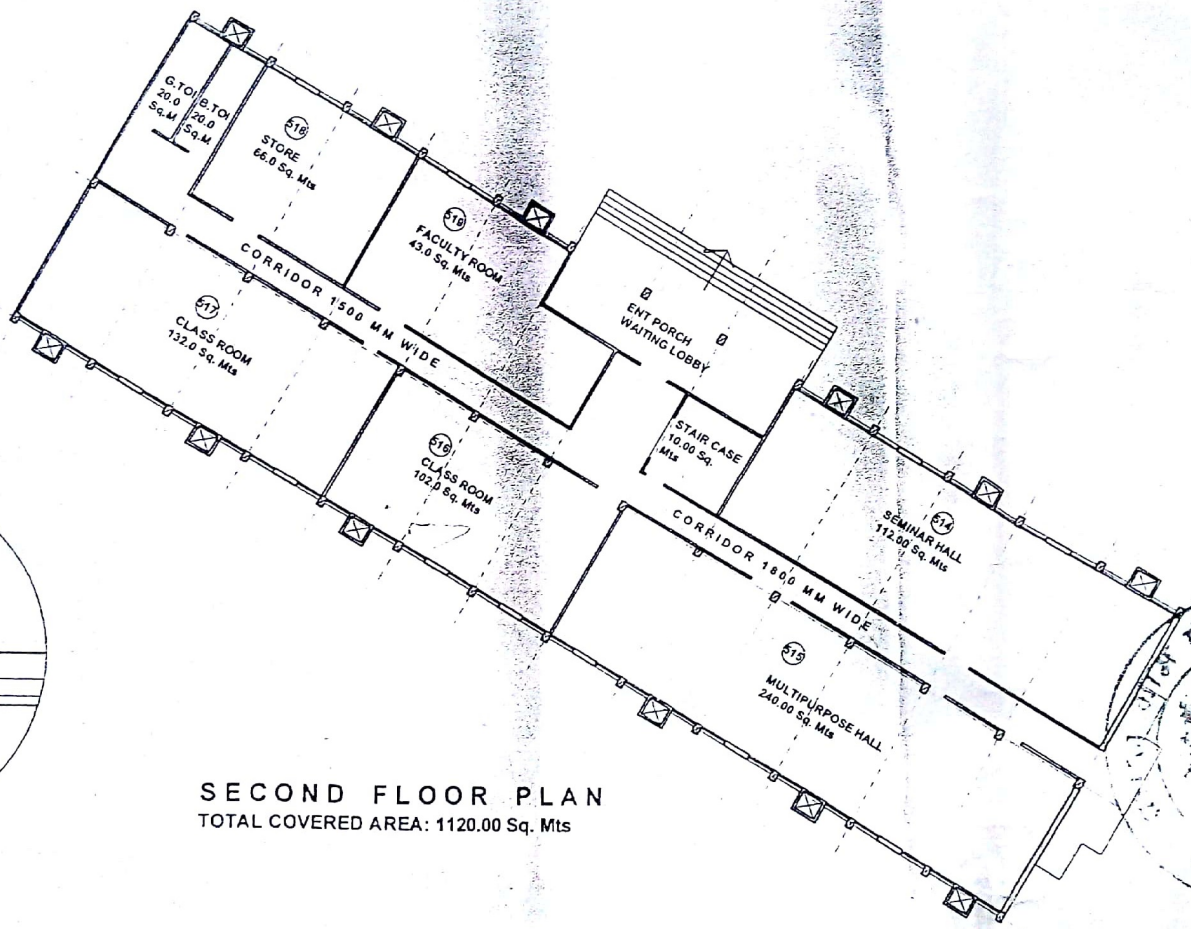 G.TOI
20.0
Sq.M
B.TOI
20.0
Sq.M
518
STORE
66.0 Sq. Mts
519
FACULTY ROOM
43.0 Sq. Mts
CORRIDOR 1500 MM WIDE
517
CLASS ROOM
132.0 Sq. Mts
ENT PORCH
WAITING LOBBY
STAIR CASE
10.00 Sq.
Mts
516
CLASS ROOM
102.0 Sq. Mts
514
SEMINAR HALL
112.00 Sq. Mts
CORRIDOR 1800 MM WIDE
515
MULTIPURPOSE HALL
240.00 Sq. Mts
SECOND FLOOR PLAN
TOTAL COVERED AREA: 1120.00 Sq. Mts